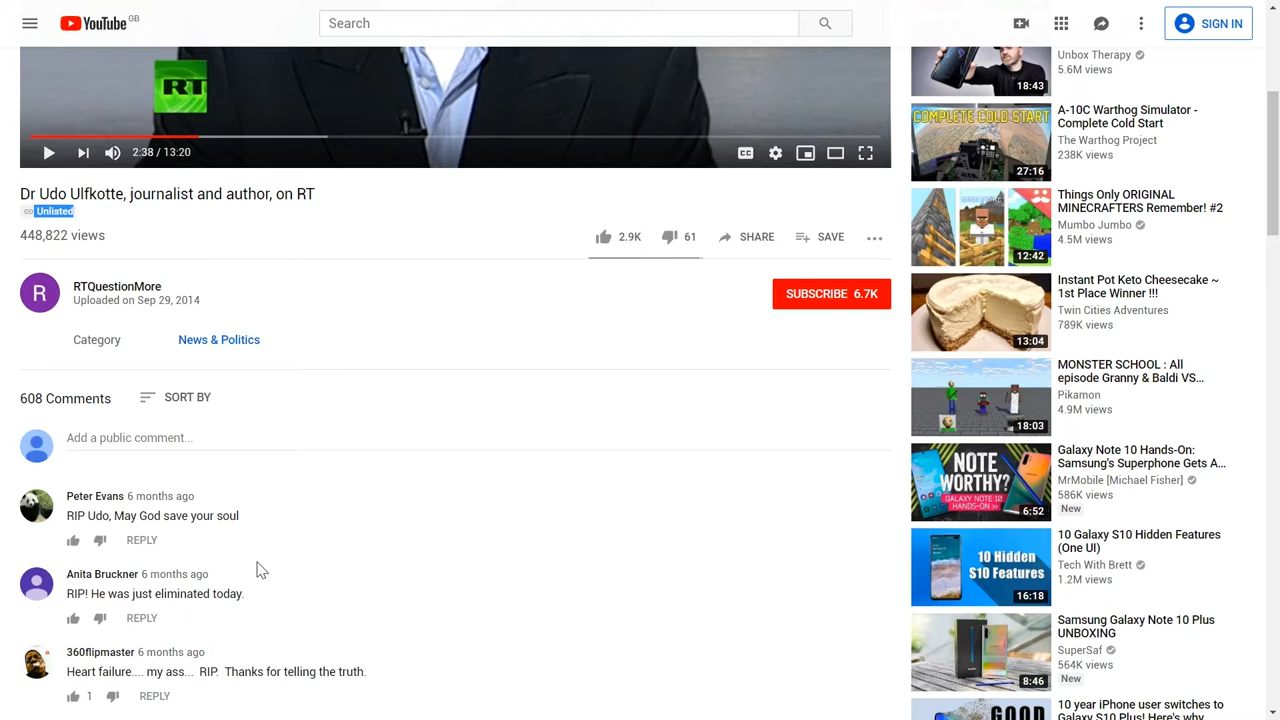 YouTube GB
Search
SIGN IN
RT
2:38 / 13:20
CC
Dr Udo Ulfkotte, journalist and author, on RT
Unlisted
448,822 views
2.9K
61
SHARE
SAVE
R
RTQuestionMore
Uploaded on Sep 29, 2014
SUBSCRIBE 6.7K
Category
News & Politics
608 Comments
SORT BY
Add a public comment...
Peter Evans 6 months ago
RIP Udo, May God save your soul
REPLY
Anita Bruckner 6 months ago
RIP! He was just eliminated today.
REPLY
360flipmaster 6 months ago
Heart failure.... my ass... RIP Thanks for telling the truth.
1
REPLY
Unbox Therapy
5.6M views
18:43
COMPLETE COLD START
27:16
A-10C Warthog Simulator -
Complete Cold Start
The Warthog Project
238K views
12:42
Things Only ORIGINAL
MINECRAFTERS Remember! #2
Mumbo Jumbo
4.5M views
13:04
Instant Pot Keto Cheesecake ~
1st Place Winner !!!
Twin Cities Adventures
789K views
18:03
MONSTER SCHOOL : All
episode Granny & Baldi VS...
Pikamon
4.9M views
NOTE
WORTHY?
GALAXY NOTE 10
HANDS-ON >>
6:52
Galaxy Note 10 Hands-On:
Samsung's Superphone Gets A...
MrMobile [Michael Fisher]
586K views
New
10 Hidden
S10 Features
16:18
10 Galaxy S10 Hidden Features
(One UI)
Tech With Brett
1.2M views
8:46
Samsung Galaxy Note 10 Plus
UNBOXING
SuperSaf
564K views
New
GOOD
10 year iPhone user switches to
Galaxy S10 Plus! Here's why